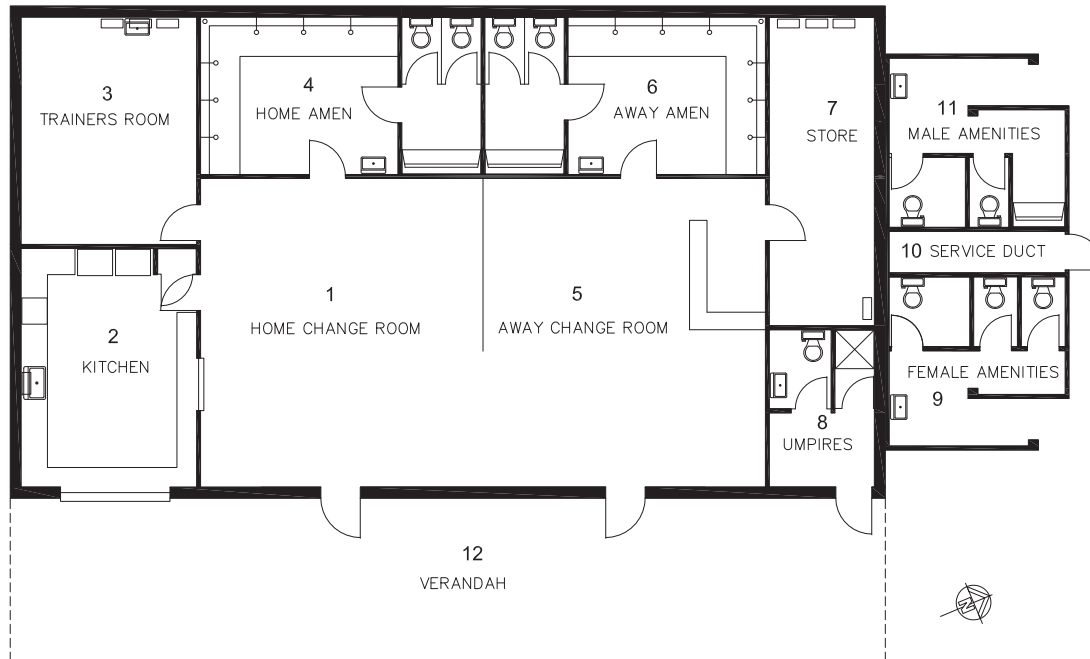 3
TRAINERS ROOM
4
HOME AMEN
6
AWAY AMEN
7
STORE
11
MALE AMENITIES
10 SERVICE DUCT
1
HOME CHANGE ROOM
5
AWAY CHANGE ROOM
2
KITCHEN
FEMALE AMENITIES
9
8
UMPIRES
12
VERANDAH
N